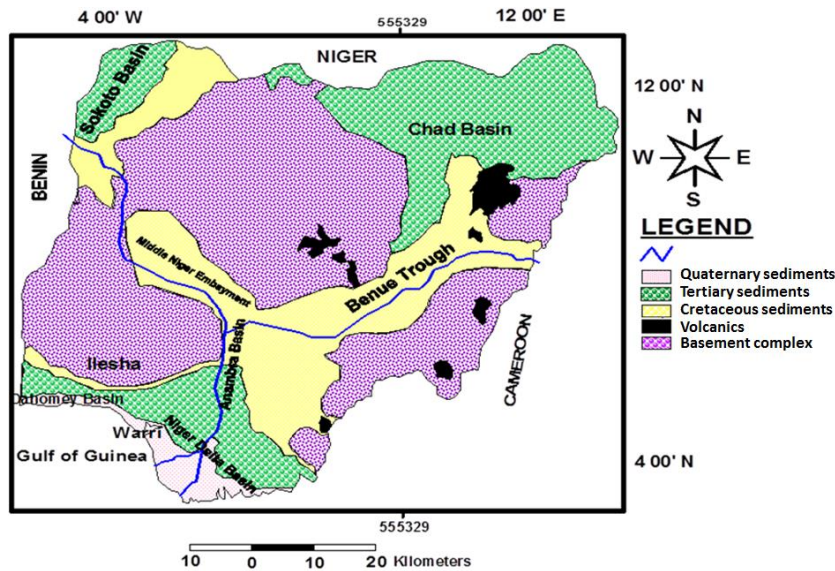 4 00' W
555329
12 00' E
NIGER
12 00' N
Sokoto Basin
Chad Basin
N
W
E
S
BENIN
LEGEND
Middle Niger Embayment
Benue Trough
Quaternary sediments
Tertiary sediments
Cretaceous sediments
Volcanics
Basement complex
Ilesha
Anambra Basin
CAMEROON
Dahomey Basin
Warri
Niger Delta Basin
Gulf of Guinea
4 00' N
555329
10 0 10 20 Kilometers